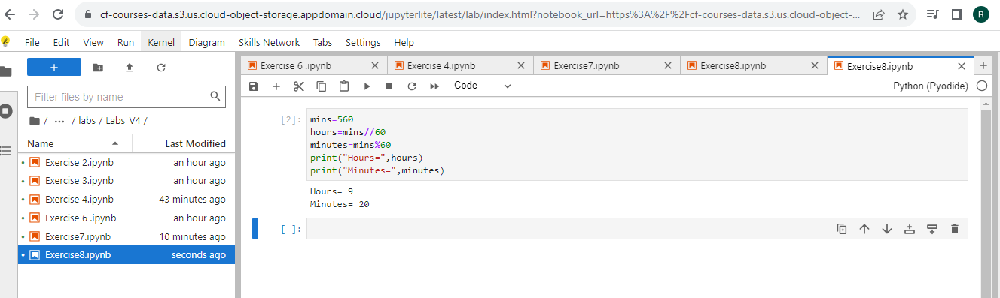 cf-courses-data.s3.us.cloud-object-storage.appdomain.cloud/jupyterlite/latest/lab/index.html?notebook_url=https%3A%2F%2Fcf-courses-data.s3.us.cloud-object-... R
File Edit View Run Kernel Diagram Skills Network Tabs Settings Help
Exercise 6 .ipynb Exercise 4.ipynb Exercise7.ipynb Exercise8.ipynb Exercise8.ipynb
Code Python (Pyodide)
Filter files by name
/ ... / labs / Labs_V4 /
Name Last Modified
Exercise 2.ipynb an hour ago
Exercise 3.ipynb an hour ago
Exercise 4.ipynb 43 minutes ago
Exercise 6 .ipynb an hour ago
Exercise7.ipynb 10 minutes ago
Exercise8.ipynb seconds ago
[2]: mins=560
hours=mins//60
minutes=mins%60
print("Hours=",hours)
print("Minutes=",minutes)
Hours= 9
Minutes= 20
[ ]: